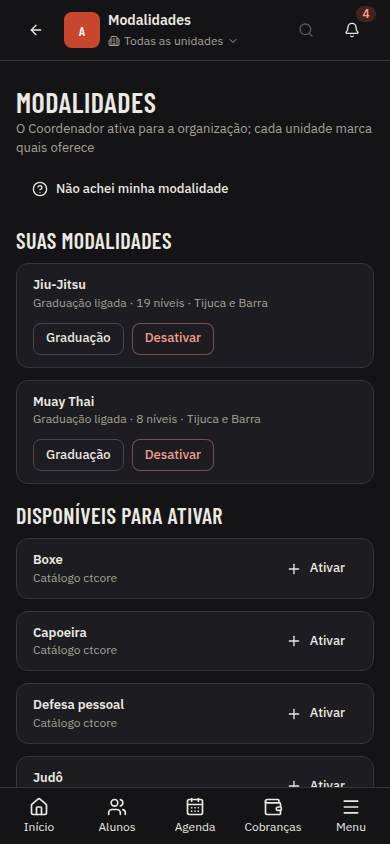 Modalidades
4
A
Todas as unidades
MODALIDADES
O Coordenador ativa para a organização; cada unidade marca
quais oferece
Não achei minha modalidade
SUAS MODALIDADES
Jiu-Jitsu
Graduação ligada · 19 níveis · Tijuca e Barra
Graduação Desativar
Muay Thai
Graduação ligada · 8 níveis · Tijuca e Barra
Graduação Desativar
DISPONÍVEIS PARA ATIVAR
Boxe
Catálogo ctcore
Ativar
Capoeira
Catálogo ctcore
Ativar
Defesa pessoal
Catálogo ctcore
Ativar
Judô
Ativar
Início Alunos Agenda Cobranças Menu